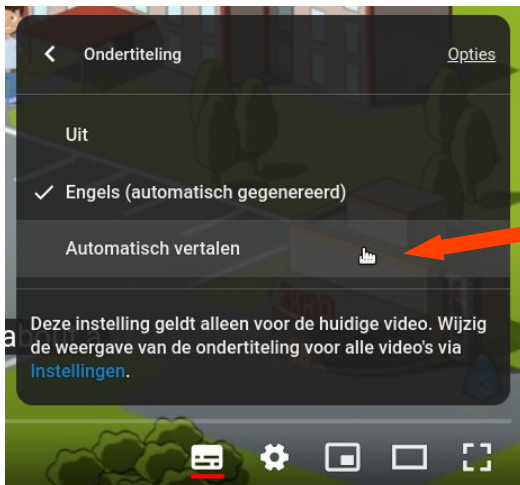 Ondertiteling
Opties
Uit
Engels (automatisch gegenereerd)
Automatisch vertalen
Deze instelling geldt alleen voor de huidige video. Wijzig
de weergave van de ondertiteling voor alle video's via
Instellingen.